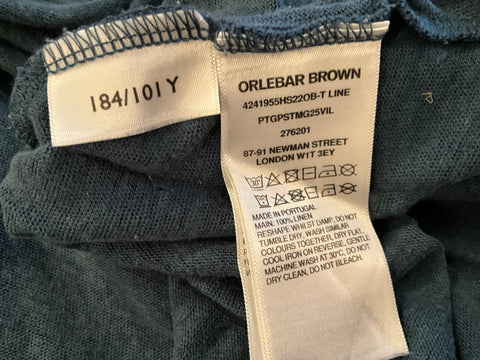 184/101Y
ORLEBAR BROWN
4241955HS22OB-T LINE
PTGPSTMG25VIL
276201
87-91 NEWMAN STREET
LONDON W1T 3EY
30°
MADE IN PORTUGAL
MAIN: 100% LINEN
RESHAPE WHILST DAMP, DO NOT
TUMBLE DRY, WASH SIMILAR
COLOURS TOGETHER, DRY FLAT,
COOL IRON ON REVERSE, GENTLE
MACHINE WASH AT 30°C. DO NOT
DRY CLEAN, DO NOT BLEACH.